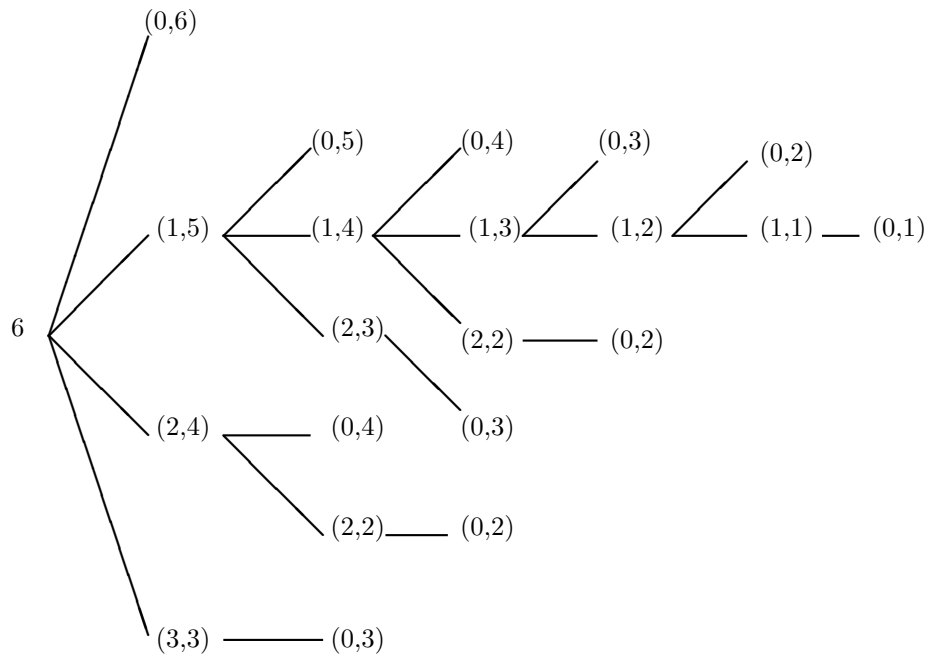 (0,6)
(0,5) (0,4) (0,3) (0,2)
(1,5) (1,4) (1,3) (1,2) (1,1) (0,1)
6 (2,3) (2,2) (0,2)
(2,4) (0,4) (0,3)
(2,2) (0,2)
(3,3) (0,3)